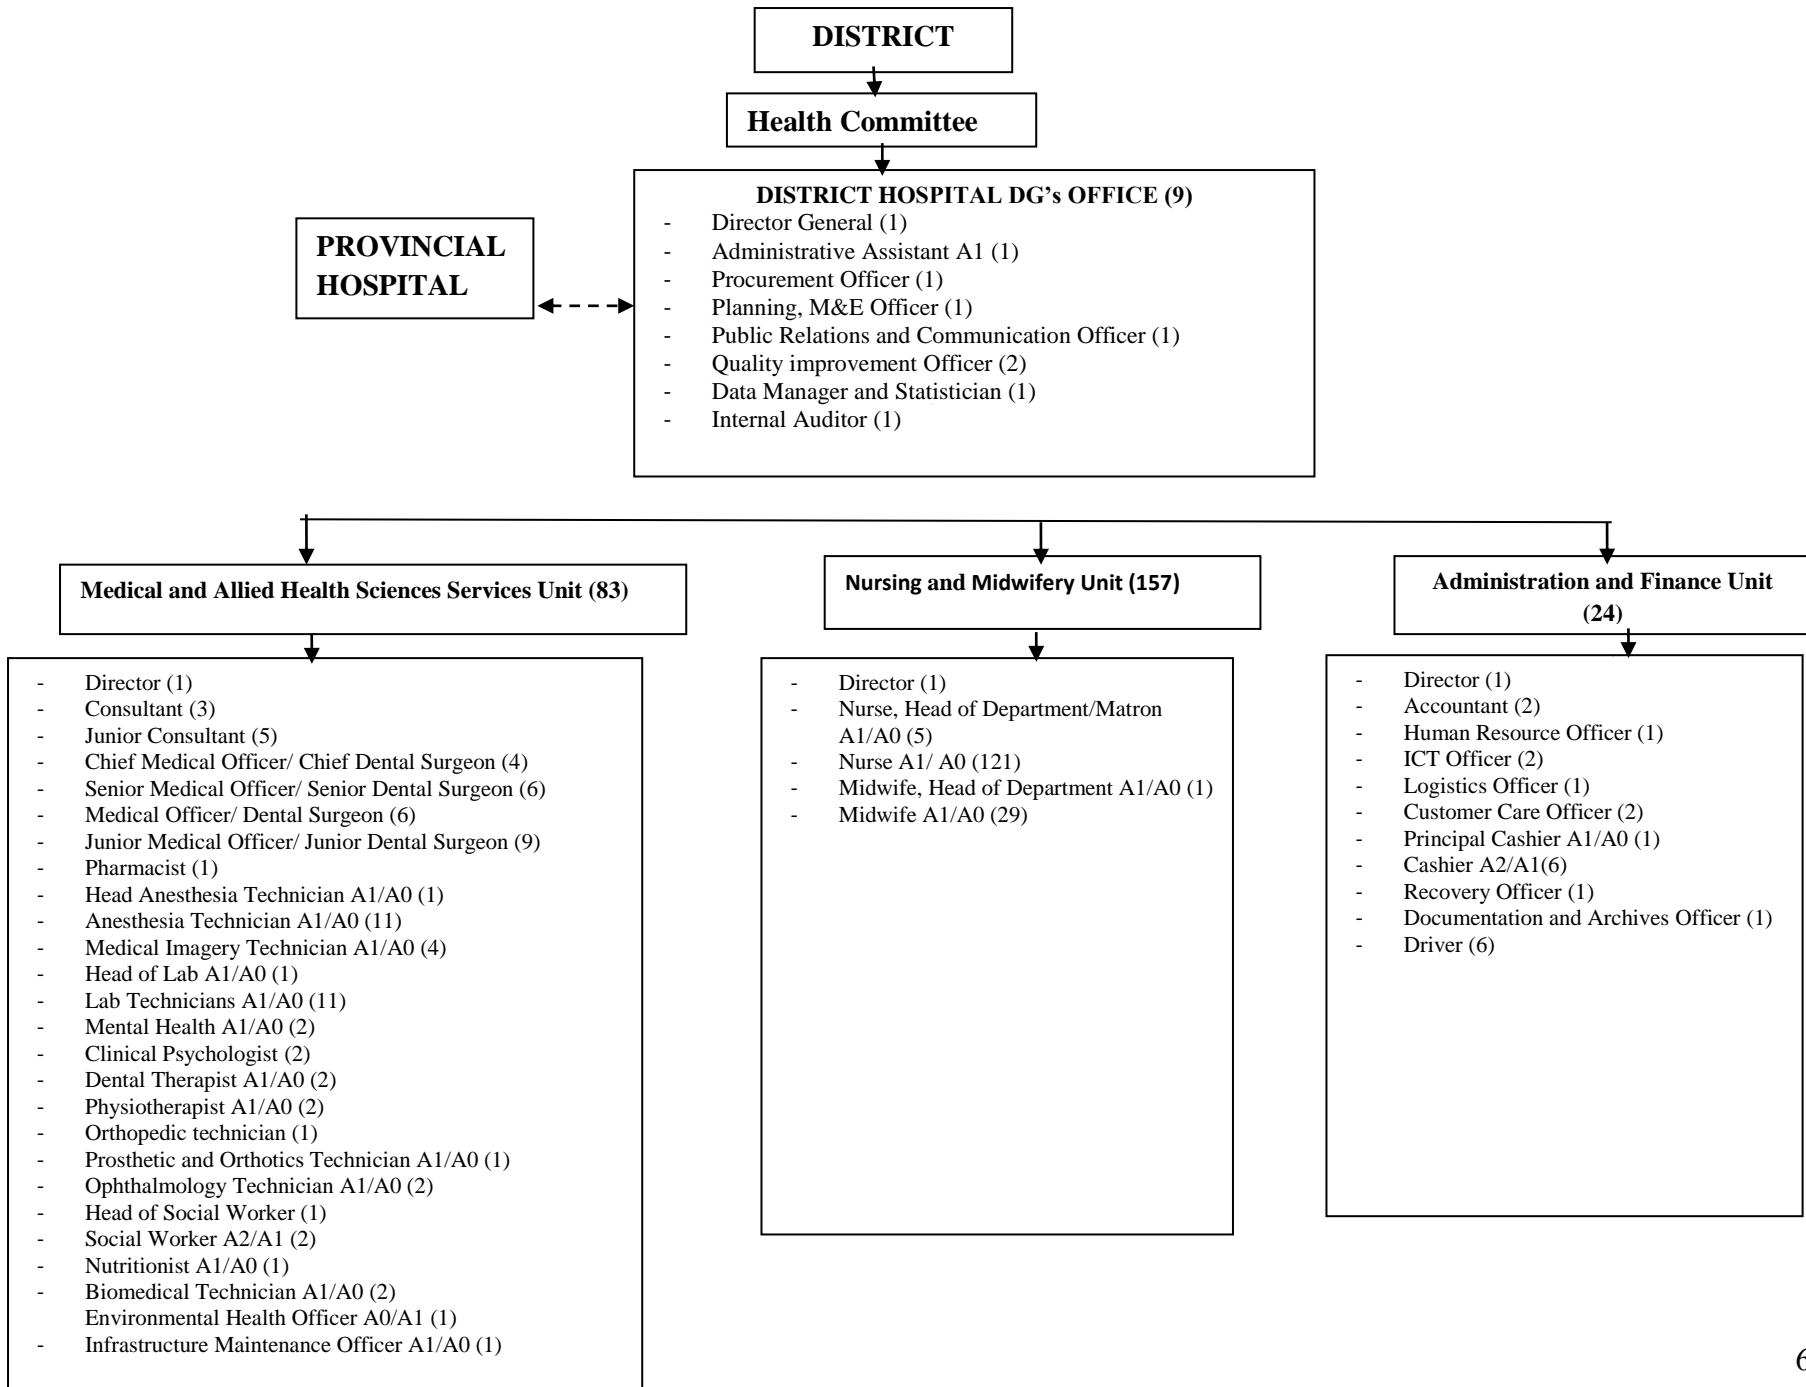 DISTRICT
Health Committee
DISTRICT HOSPITAL DG’s OFFICE (9)
- Director General (1)
- Administrative Assistant A1 (1)
- Procurement Officer (1)
- Planning, M&E Officer (1)
- Public Relations and Communication Officer (1)
- Quality improvement Officer (2)
- Data Manager and Statistician (1)
- Internal Auditor (1)
PROVINCIAL
HOSPITAL
Medical and Allied Health Sciences Services Unit (83)
- Director (1)
- Consultant (3)
- Junior Consultant (5)
- Chief Medical Officer/ Chief Dental Surgeon (4)
- Senior Medical Officer/ Senior Dental Surgeon (6)
- Medical Officer/ Dental Surgeon (6)
- Junior Medical Officer/ Junior Dental Surgeon (9)
- Pharmacist (1)
- Head Anesthesia Technician A1/A0 (1)
- Anesthesia Technician A1/A0 (11)
- Medical Imagery Technician A1/A0 (4)
- Head of Lab A1/A0 (1)
- Lab Technicians A1/A0 (11)
- Mental Health A1/A0 (2)
- Clinical Psychologist (2)
- Dental Therapist A1/A0 (2)
- Physiotherapist A1/A0 (2)
- Orthopedic technician (1)
- Prosthetic and Orthotics Technician A1/A0 (1)
- Ophthalmology Technician A1/A0 (2)
- Head of Social Worker (1)
- Social Worker A2/A1 (2)
- Nutritionist A1/A0 (1)
- Biomedical Technician A1/A0 (2)
Environmental Health Officer A0/A1 (1)
- Infrastructure Maintenance Officer A1/A0 (1)
Nursing and Midwifery Unit (157)
- Director (1)
- Nurse, Head of Department/Matron
A1/A0 (5)
- Nurse A1/ A0 (121)
- Midwife, Head of Department A1/A0 (1)
- Midwife A1/A0 (29)
Administration and Finance Unit
(24)
- Director (1)
- Accountant (2)
- Human Resource Officer (1)
- ICT Officer (2)
- Logistics Officer (1)
- Customer Care Officer (2)
- Principal Cashier A1/A0 (1)
- Cashier A2/A1(6)
- Recovery Officer (1)
- Documentation and Archives Officer (1)
- Driver (6)
6